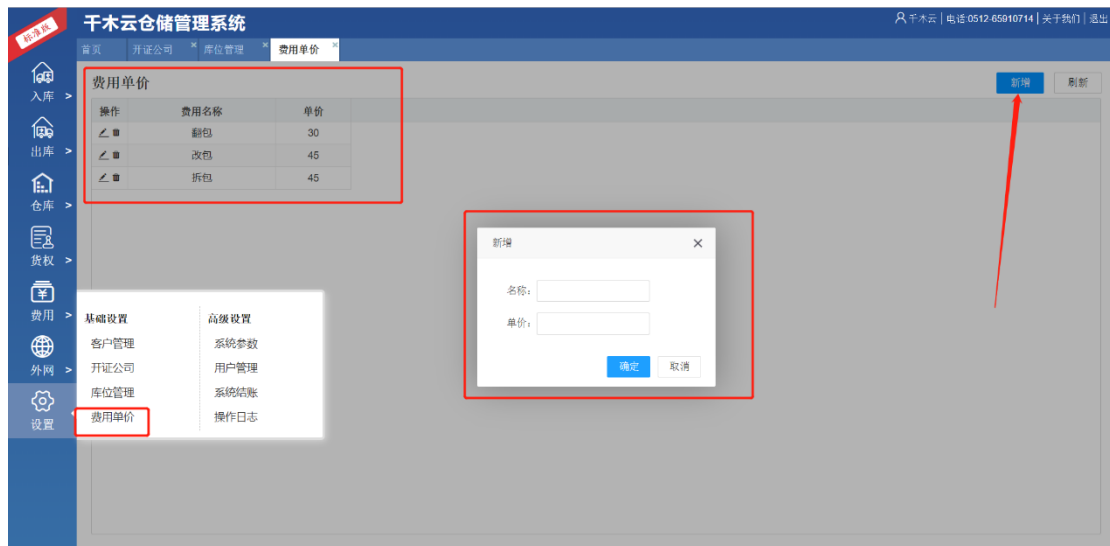 标准版
千木云仓储管理系统
千木云 | 电话:0512-65910714 | 关于我们 | 退出
首页 开证公司 × 库位管理 × 费用单价 ×
费用单价
新增 刷新
操作 费用名称 单价
翻包 30
改包 45
拆包 45
入库 >
出库 >
仓库 >
货权 >
费用 >
外网 >
设置
基础设置 高级设置
客户管理 系统参数
开证公司 用户管理
库位管理 系统结账
费用单价 操作日志
新增 ×
名称:
单价:
确定 取消